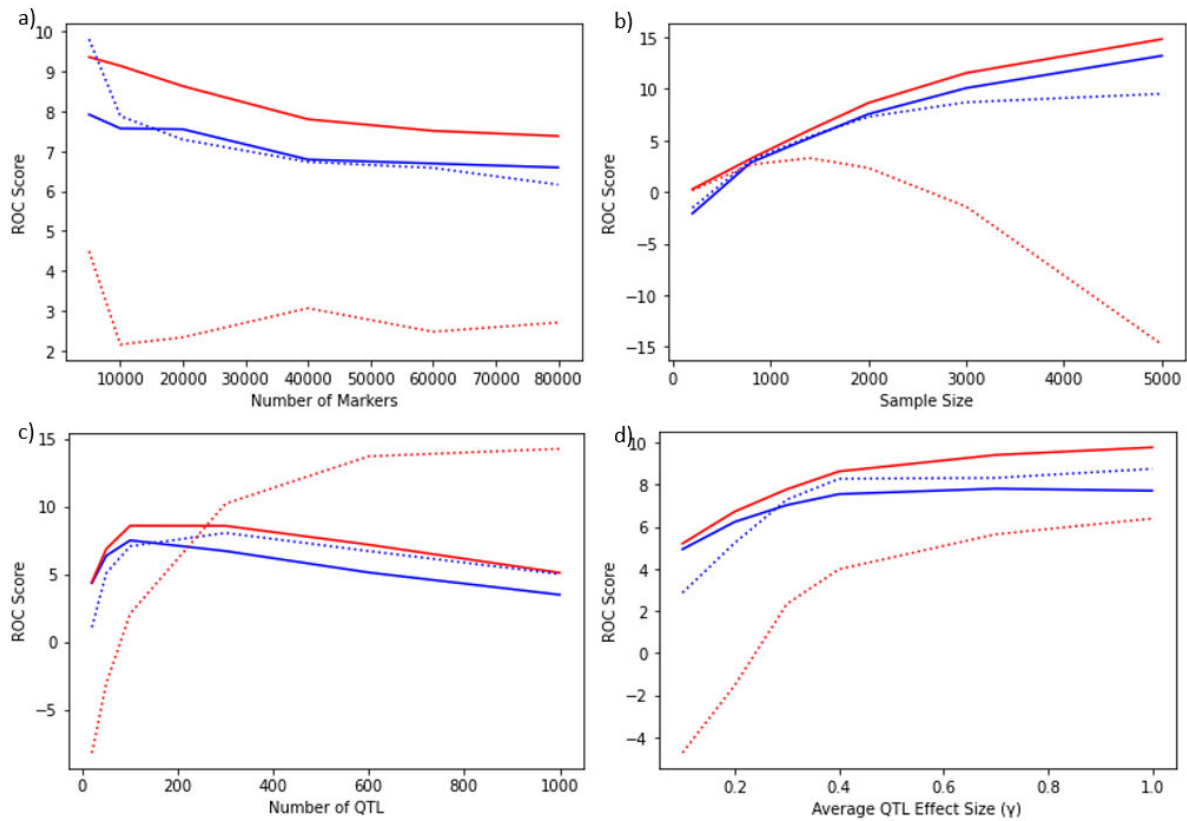 a)
10
9
8
7
6
5
4
3
2
ROC Score
10000 20000 30000 40000 50000 60000 70000 80000
Number of Markers
b)
15
10
5
0
−5
−10
−15
ROC Score
0 1000 2000 3000 4000 5000
Sample Size
c)
15
10
5
0
−5
ROC Score
0 200 400 600 800 1000
Number of QTL
d)
10
8
6
4
2
0
−2
−4
ROC Score
0.2 0.4 0.6 0.8 1.0
Average QTL Effect Size (γ)